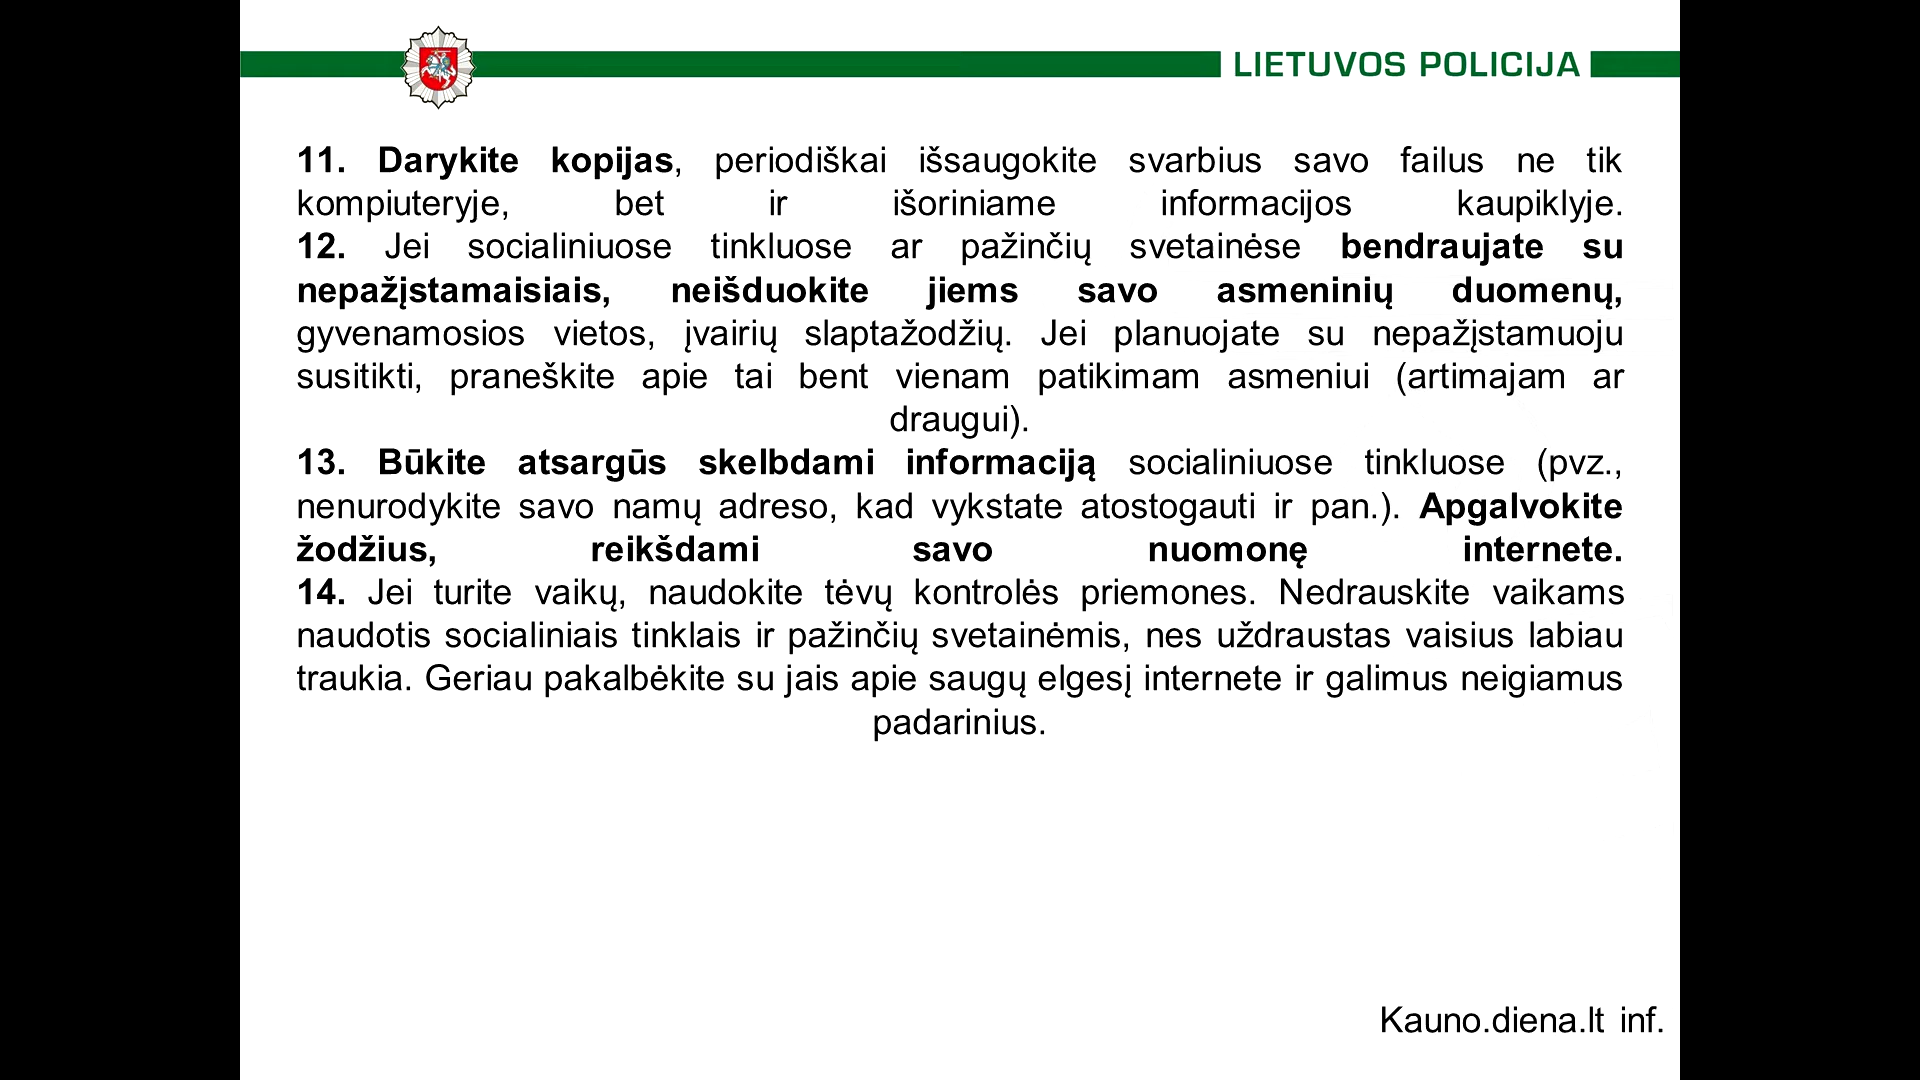 LIETUVOS POLICIJA
11. Darykite kopijas, periodiškai išsaugokite svarbius savo failus ne tik
kompiuteryje, bet ir išoriniame informacijos kaupiklyje.
12. Jei socialiniuose tinkluose ar pažinčių svetainėse bendraujate su
nepažįstamaisiais, neišduokite jiems savo asmeninių duomenų,
gyvenamosios vietos, įvairių slaptažodžių. Jei planuojate su nepažįstamuoju
susitikti, praneškite apie tai bent vienam patikimam asmeniui (artimajam ar
draugui).
13. Būkite atsargūs skelbdami informaciją socialiniuose tinkluose (pvz.,
nenurodykite savo namų adreso, kad vykstate atostogauti ir pan.). Apgalvokite
žodžius, reikšdami savo nuomonę internete.
14. Jei turite vaikų, naudokite tėvų kontrolės priemones. Nedrauskite vaikams
naudotis socialiniais tinklais ir pažinčių svetainėmis, nes uždraustas vaisius labiau
traukia. Geriau pakalbėkite su jais apie saugų elgesį internete ir galimus neigiamus
padarinius.
Kauno.diena.lt inf.